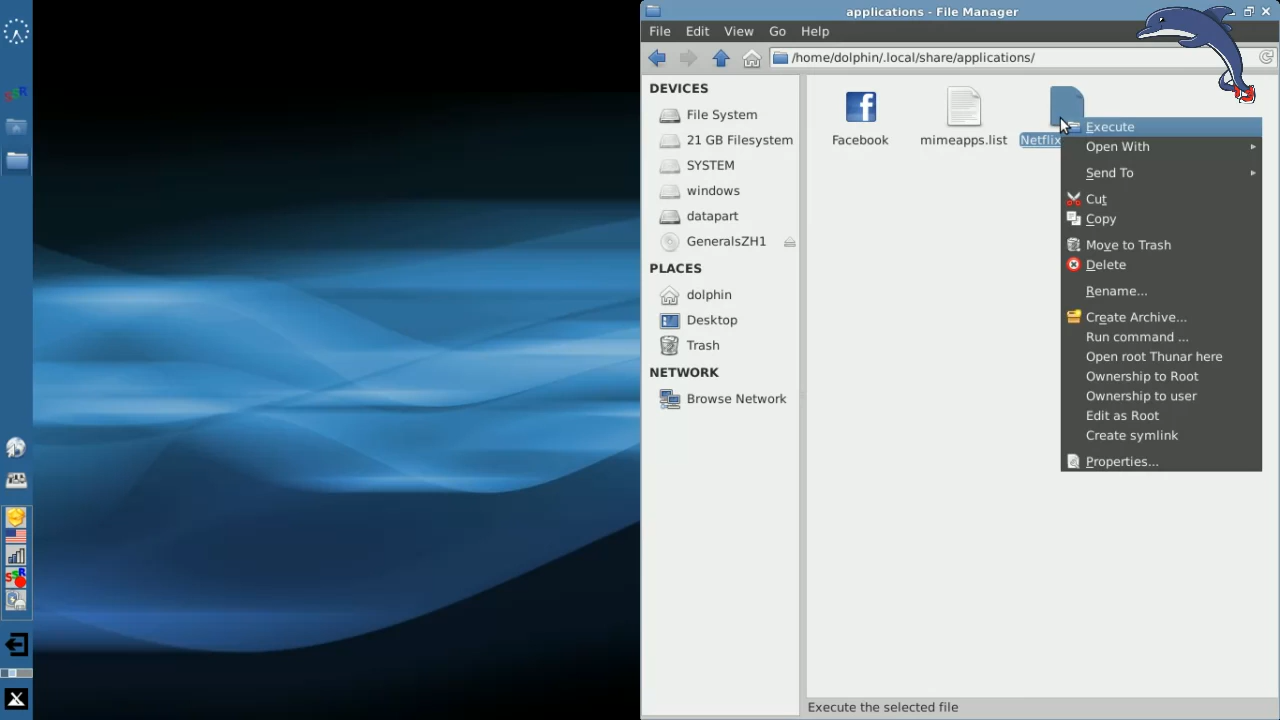 applications - File Manager
File Edit View Go Help
/home/dolphin/.local/share/applications/
DEVICES
File System
21 GB Filesystem
SYSTEM
windows
datapart
GeneralsZH1
PLACES
dolphin
Desktop
Trash
NETWORK
Browse Network
Facebook
mimeapps.list
Netflix
Execute
Open With
Send To
Cut
Copy
Move to Trash
Delete
Rename...
Create Archive...
Run command ...
Open root Thunar here
Ownership to Root
Ownership to user
Edit as Root
Create symlink
Properties...
Execute the selected file
SSR
SSR